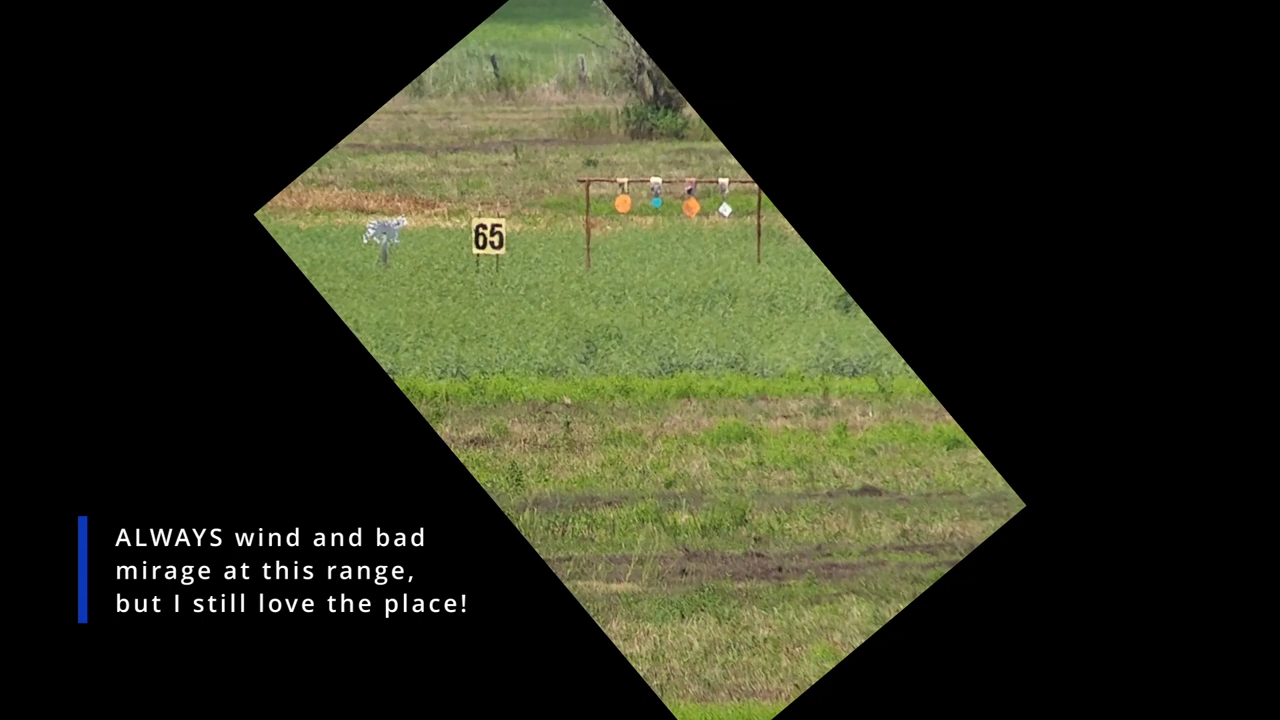 65
ALWAYS wind and bad
mirage at this range,
but I still love the place!